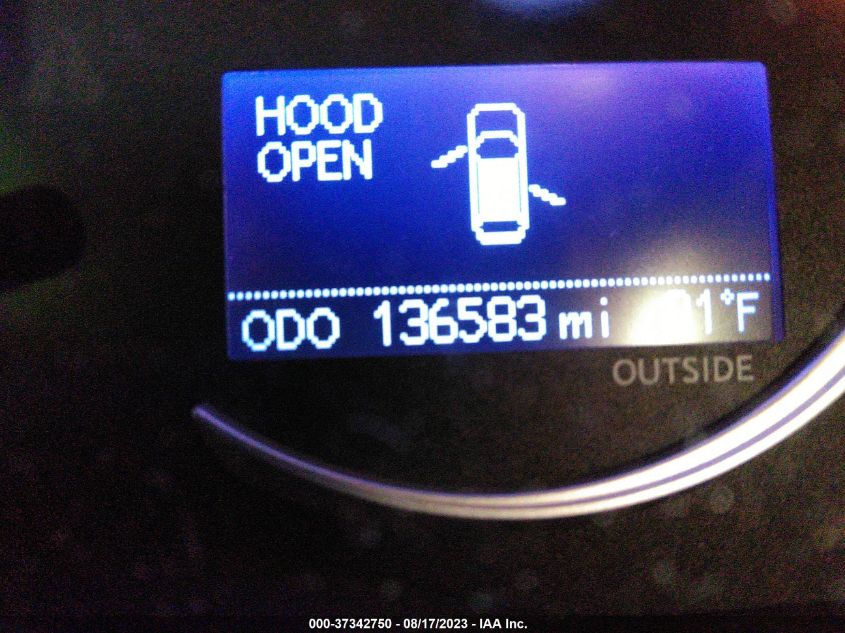 HOOD
OPEN
ODO 136583 mi
OUTSIDE
000-37342750 - 08/17/2023 - IAA Inc.